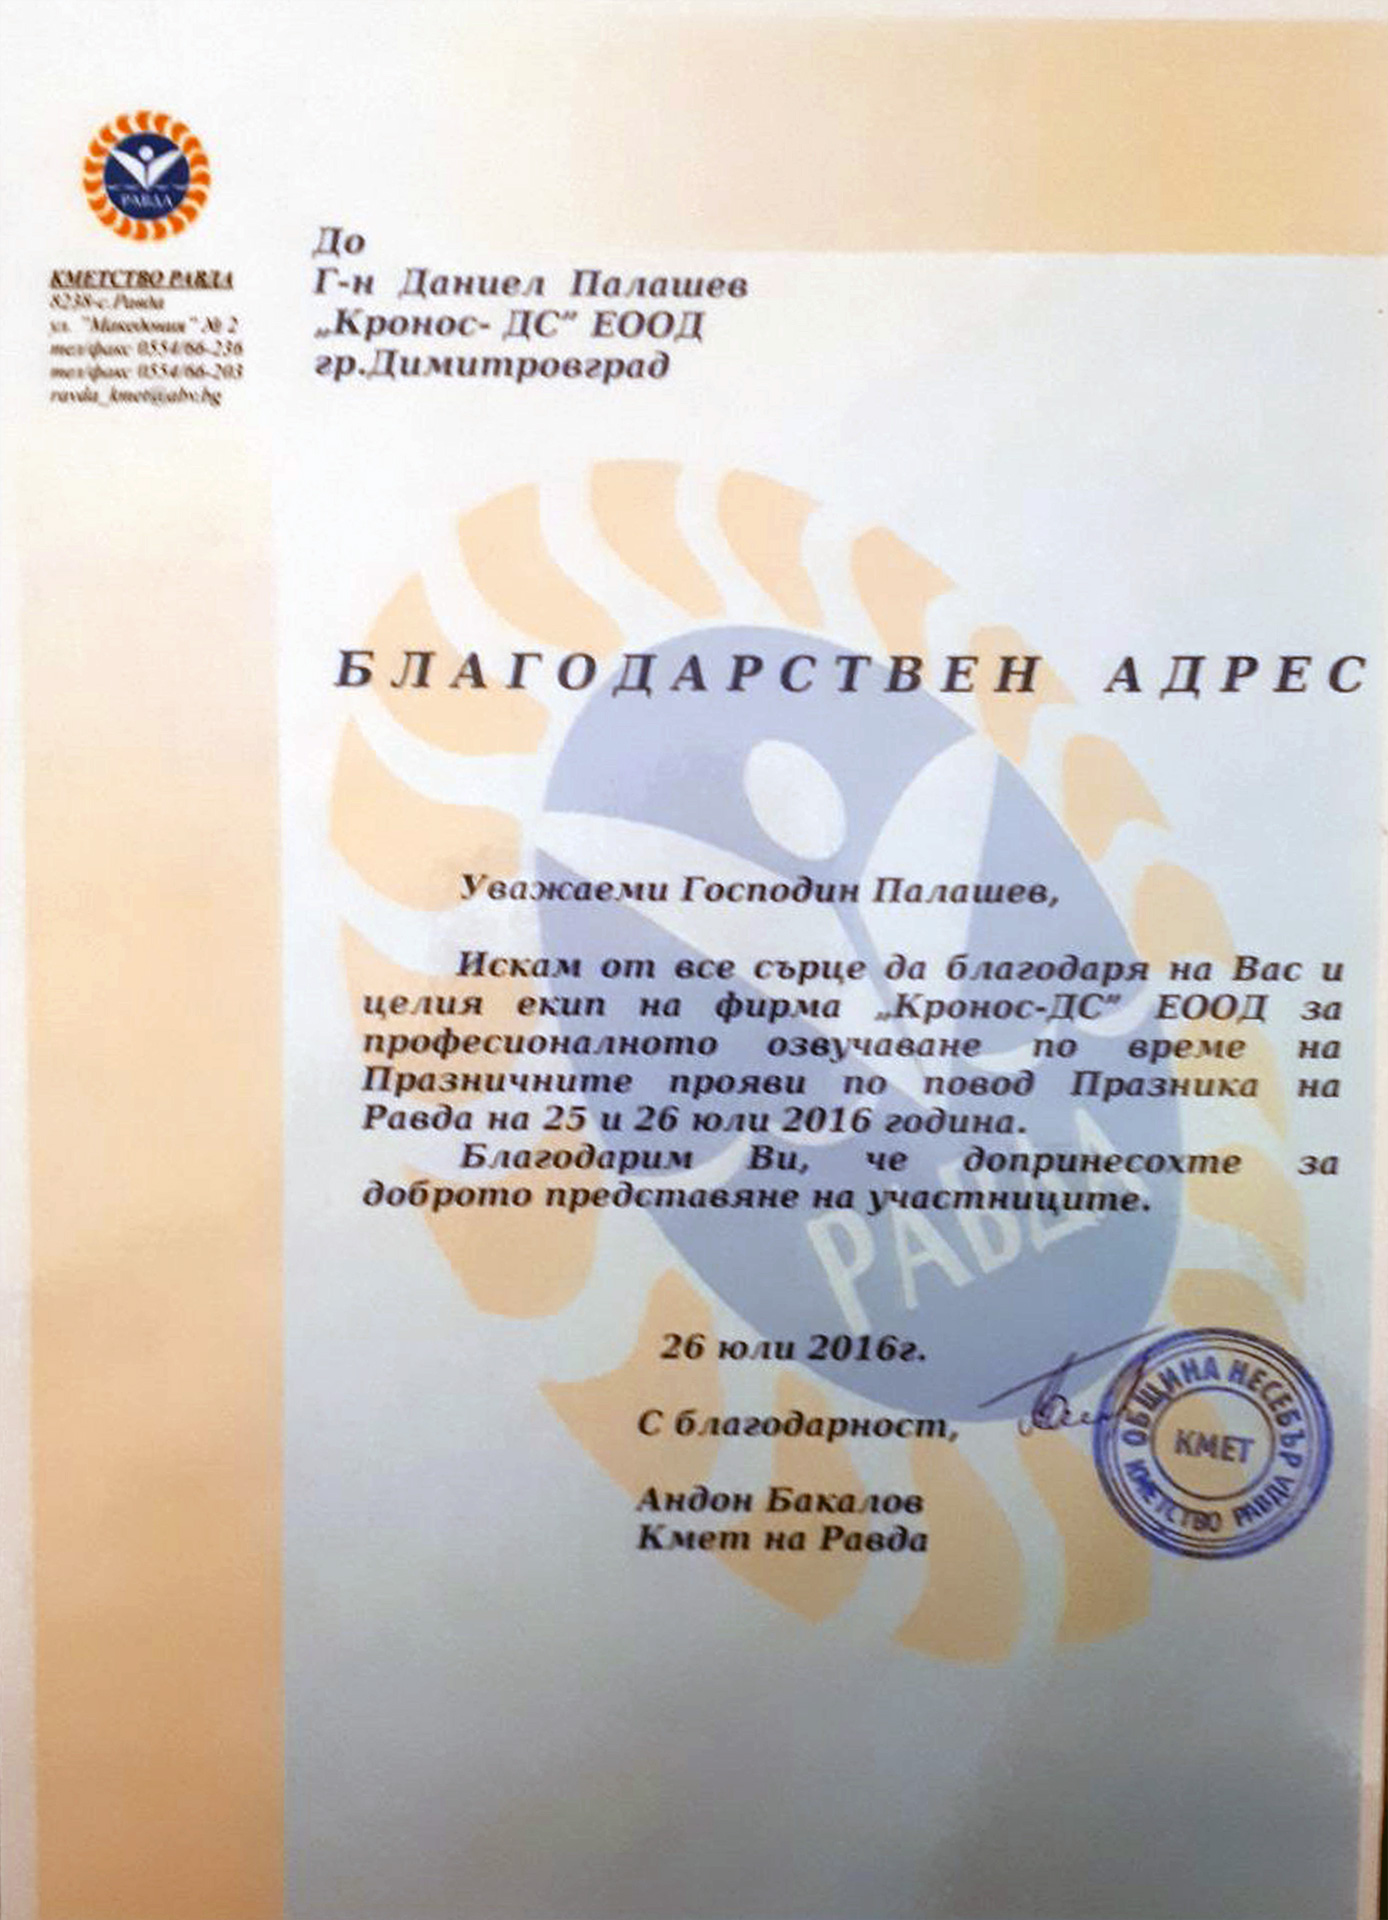 РАВДА
КМЕТСТВО РАВДА
8238-с.Равда
ул. "Македония" № 2
тел/факс 0554/66-236
тел/факс 0554/66-203
ravda_kmet@abv.bg
До
Г-н Даниел Палашев
„Кронос- ДС” ЕООД
гр.Димитровград
БЛАГОДАРСТВЕН АДРЕС
Уважаеми Господин Палашев,
Искам от все сърце да благодаря на Вас и
целия екип на фирма „Кронос-ДС” ЕООД за
професионалното озвучаване по време на
Празничните прояви по повод Празника на
Равда на 25 и 26 юли 2016 година.
Благодарим Ви, че допринесохте за
доброто представяне на участниците.
РАВДА
26 юли 2016г.
С благодарност,
Андон Бакалов
Кмет на Равда
ОБЩИНА НЕСЕБЪР
КМЕТ
КМЕТСТВО РАВДА